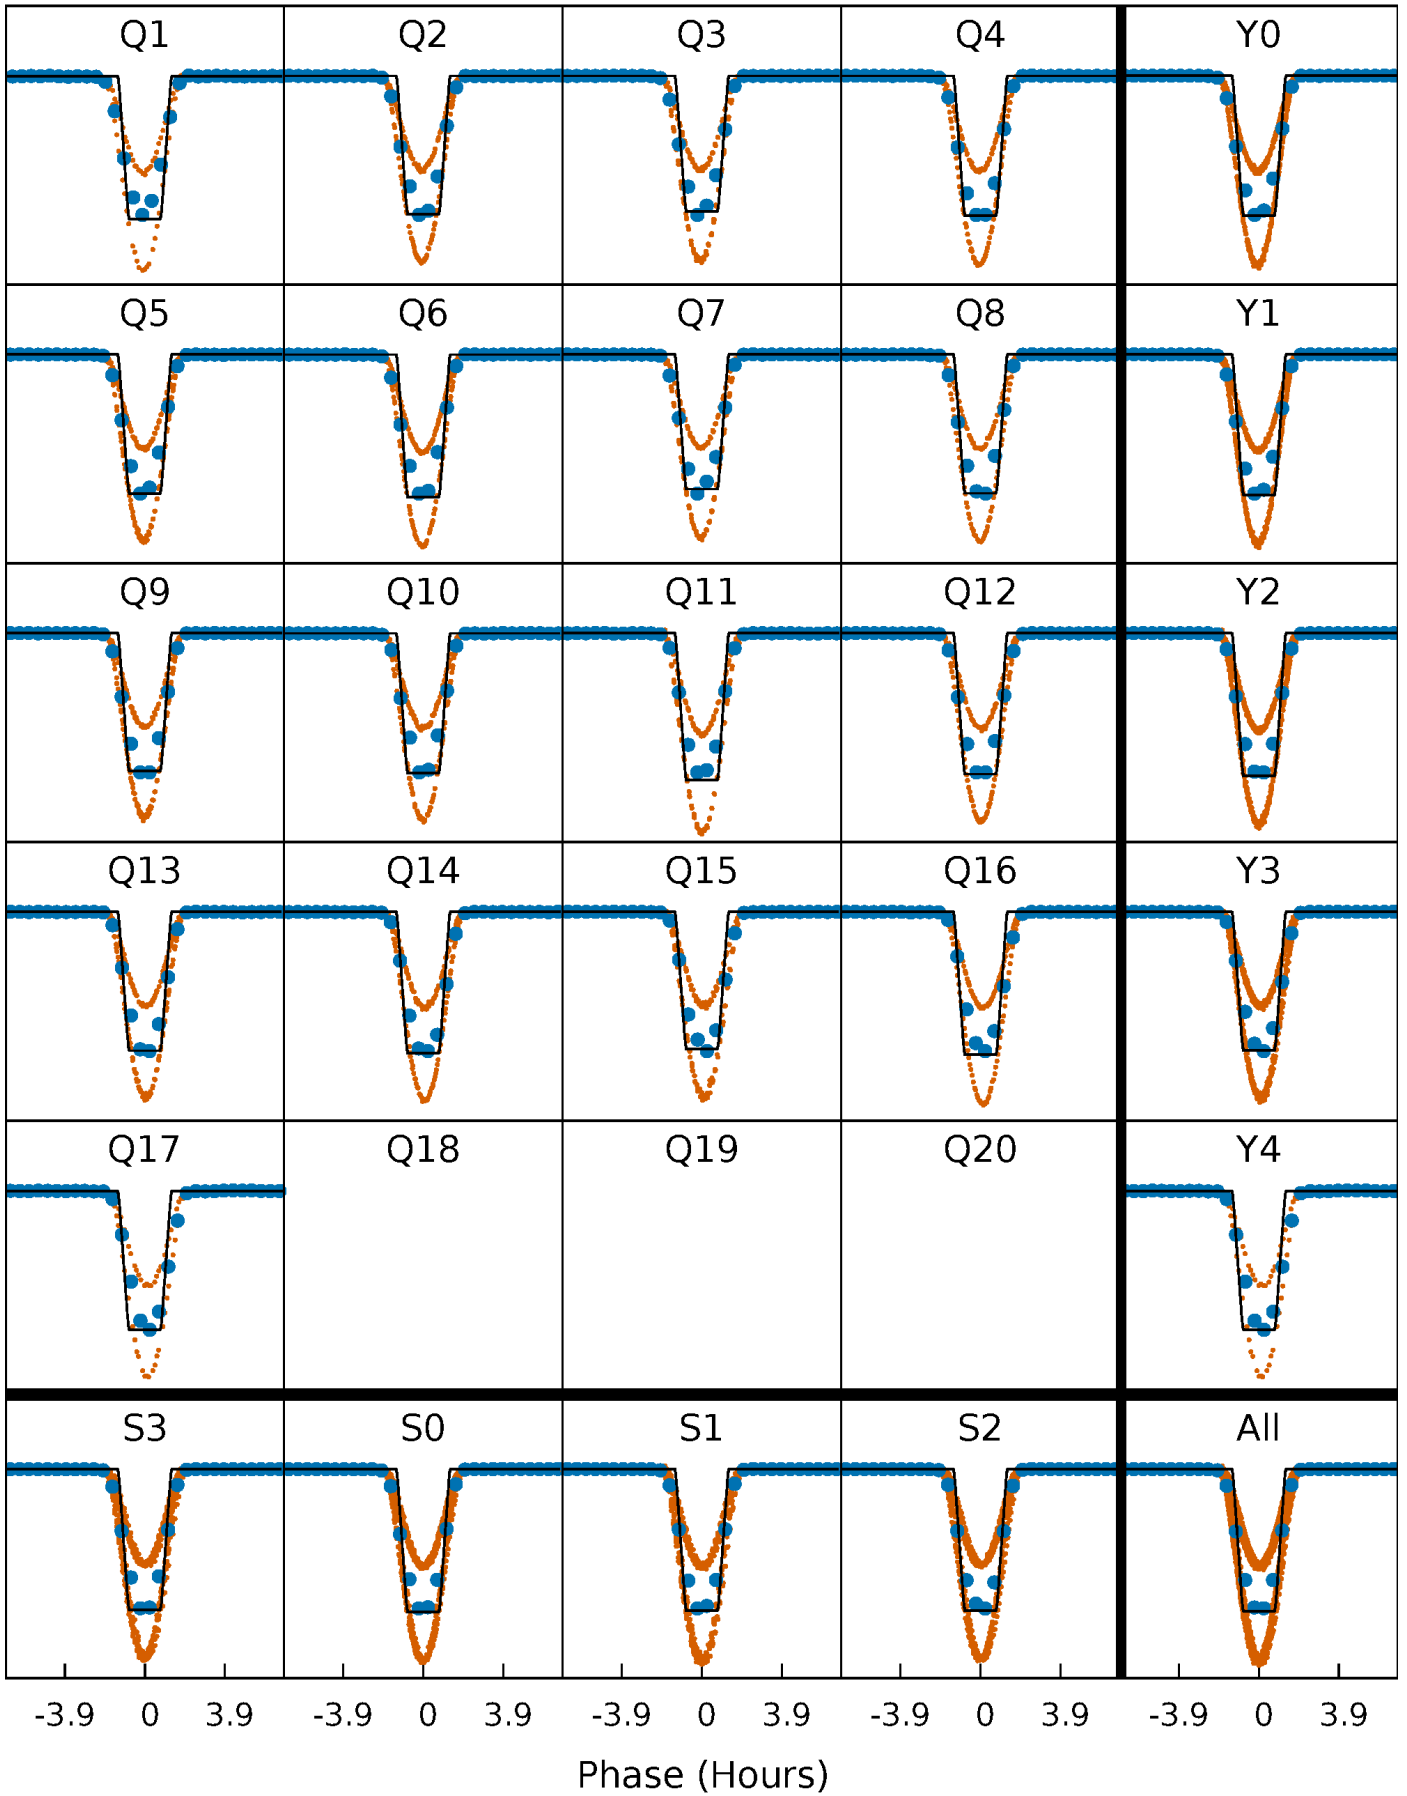 Q1 Q2 Q3 Q4 Y0
Q5 Q6 Q7 Q8 Y1
Q9 Q10 Q11 Q12 Y2
Q13 Q14 Q15 Q16 Y3
Q17 Q18 Q19 Q20 Y4
S3 S0 S1 S2 All
-3.9 0 3.9 -3.9 0 3.9 -3.9 0 3.9 -3.9 0 3.9 -3.9 0 3.9
Phase (Hours)